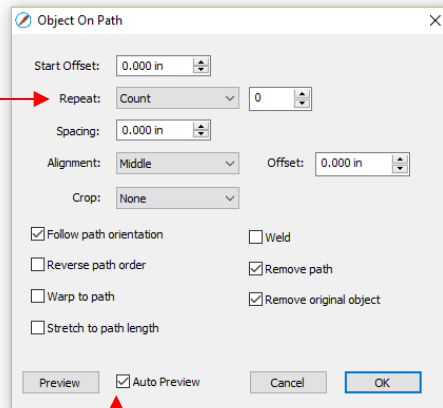 Object On Path
Start Offset: 0.000 in
Repeat: Count 0
Spacing: 0.000 in
Alignment: Middle Offset: 0.000 in
Crop: None
Follow path orientation Weld
Reverse path order Remove path
Warp to path Remove original object
Stretch to path length
Preview Auto Preview Cancel OK